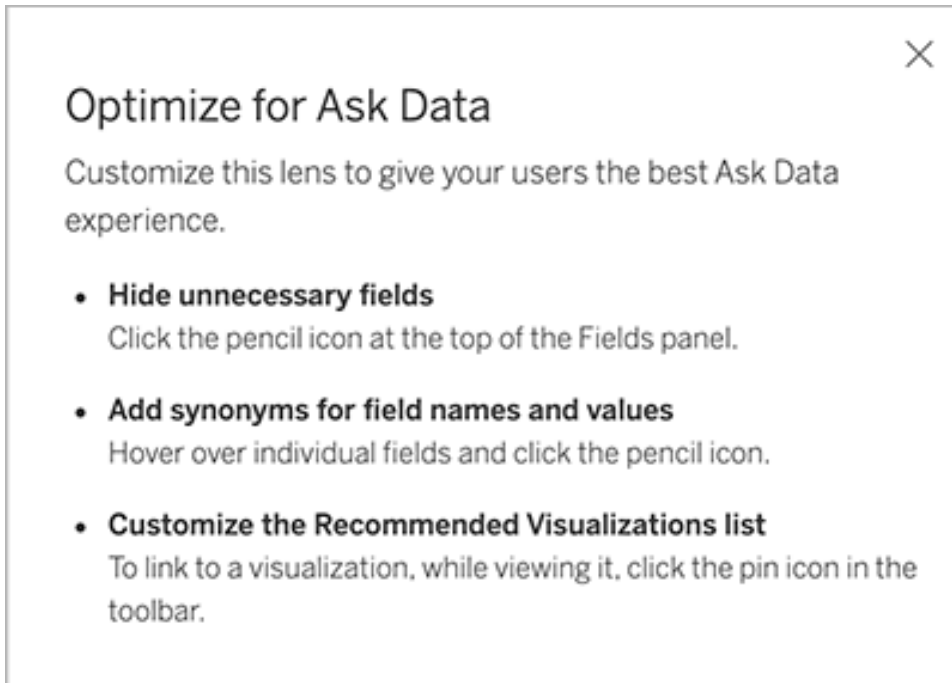 Optimize for Ask Data
Customize this lens to give your users the best Ask Data
experience.
• Hide unnecessary fields
Click the pencil icon at the top of the Fields panel.
• Add synonyms for field names and values
Hover over individual fields and click the pencil icon.
• Customize the Recommended Visualizations list
To link to a visualization, while viewing it, click the pin icon in the
toolbar.